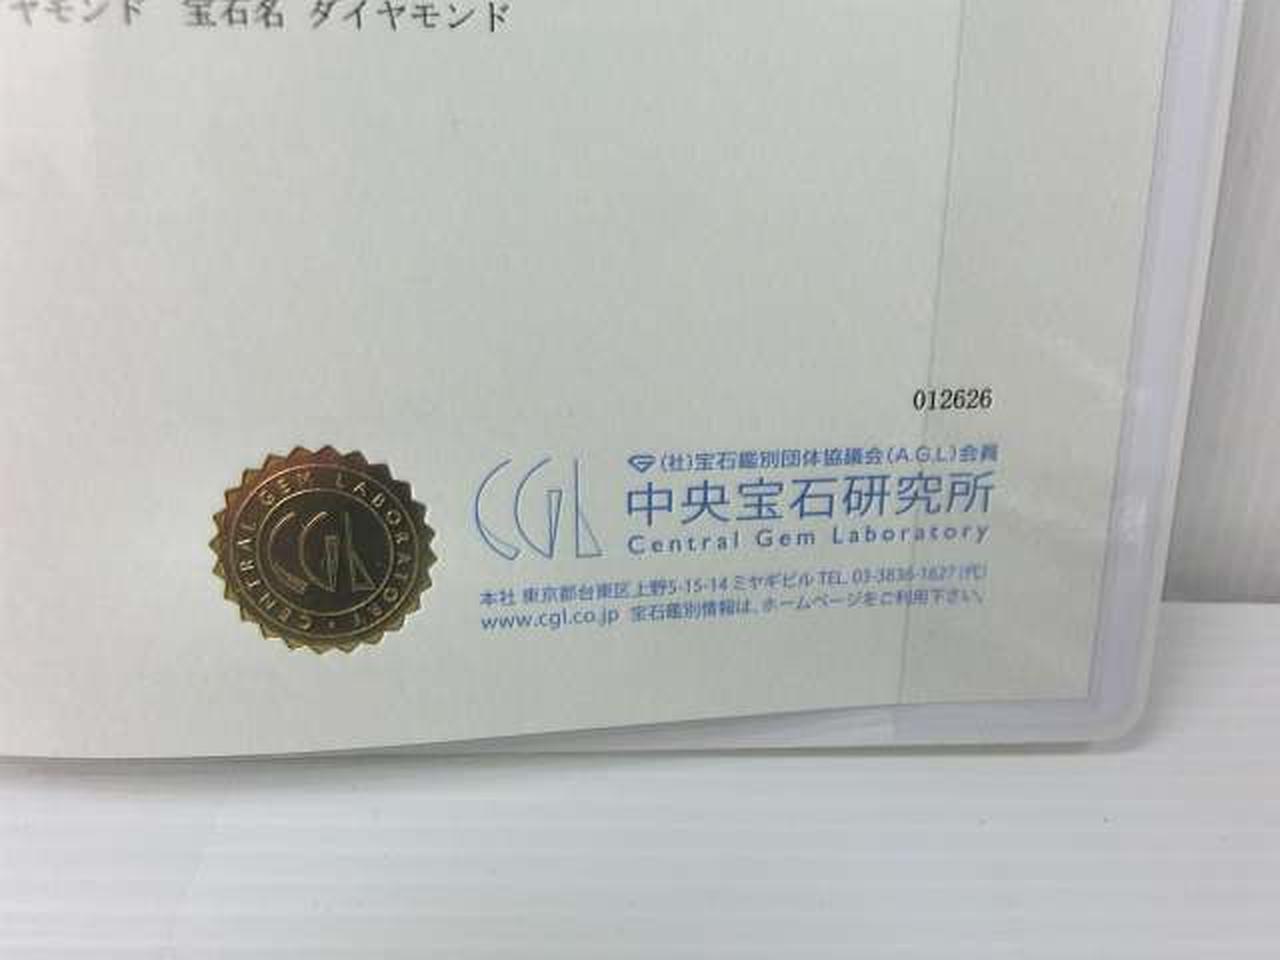 ヤモンド 宝石名 ダイヤモンド
012626
(社)宝石鑑別団体協議会(A.G.L.)会員
CGL 中央宝石研究所
Central Gem Laboratory
本社 東京都台東区上野5-15-14 ミヤギビル TEL. 03-3836-1627(代)
www.cgl.co.jp 宝石鑑別情報は、ホームページをご利用下さい。
CENTRAL GEM LABORATORY
CGL